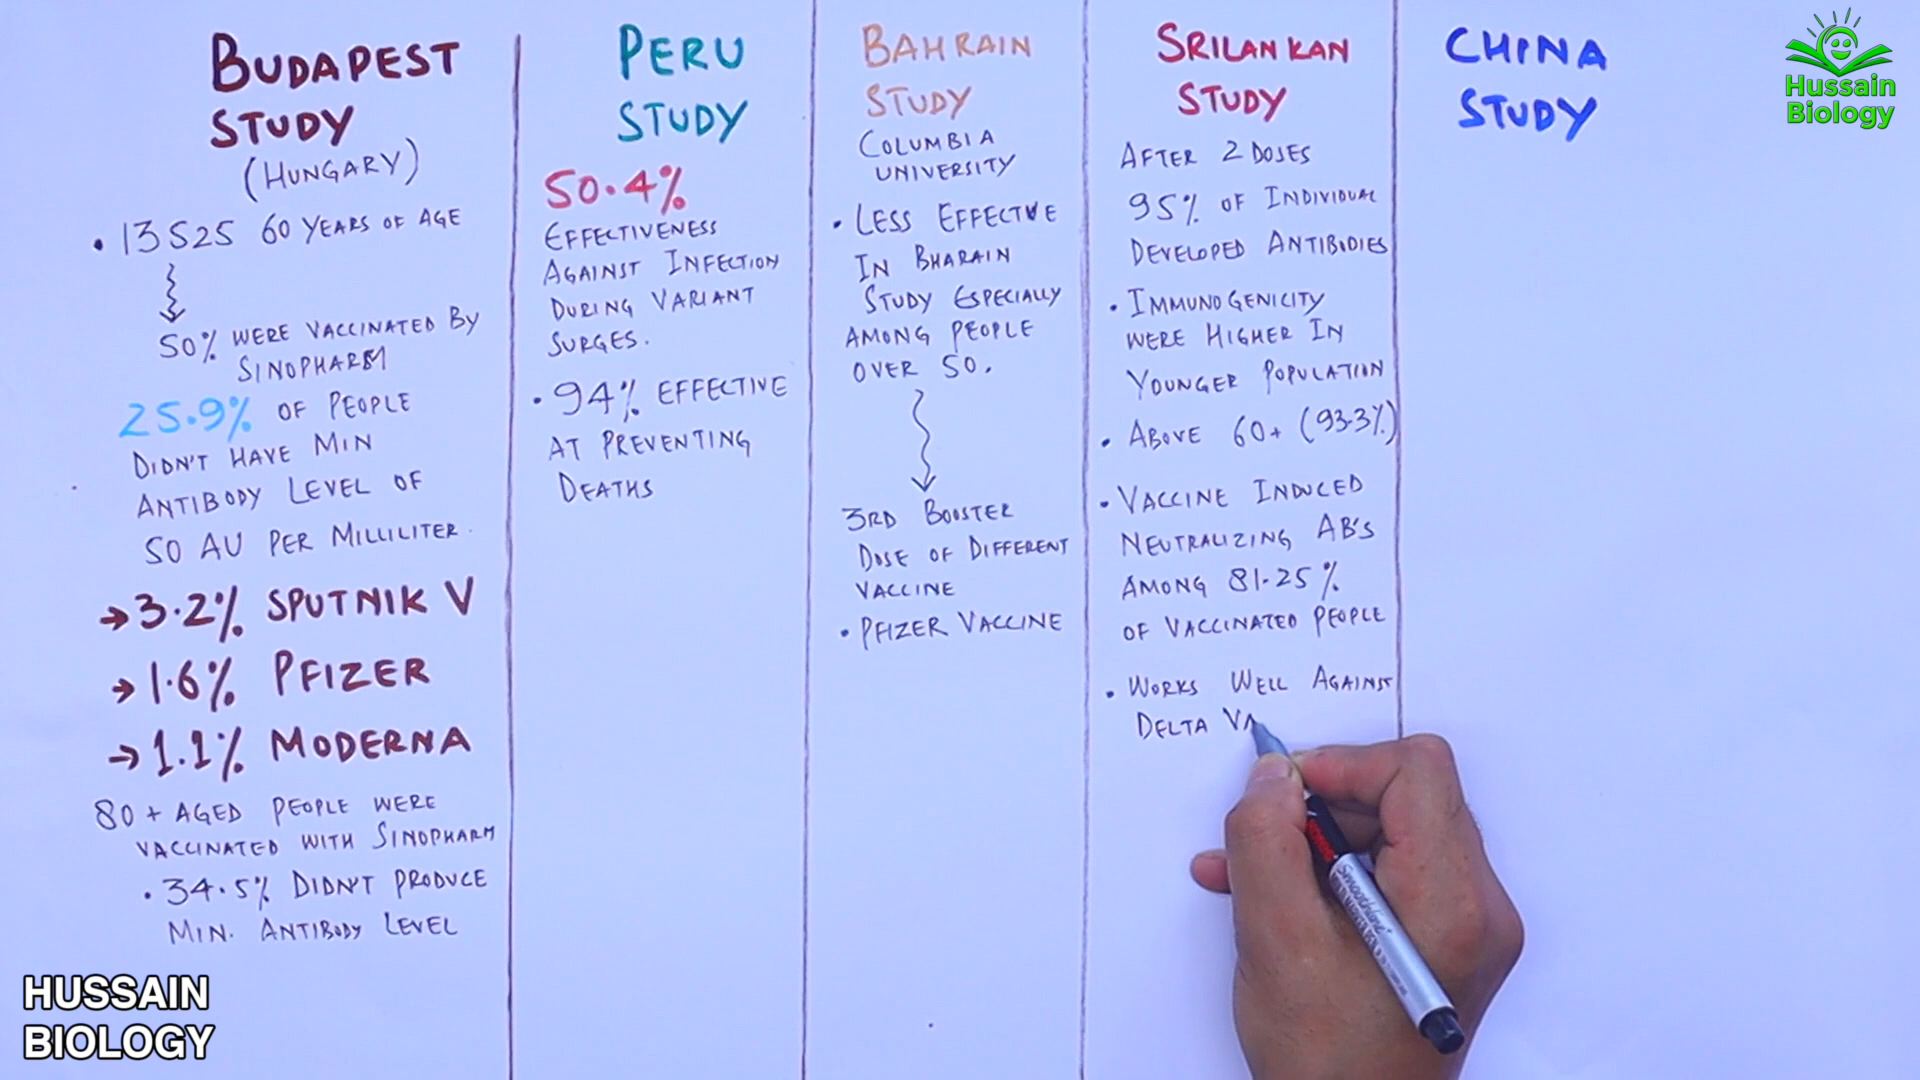 BUDAPEST
STUDY
(HUNGARY)
• 13525 60 YEARS OF AGE
50% WERE VACCINATED BY
SINOPHARM
25.9% OF PEOPLE
DIDN'T HAVE MIN
ANTIBODY LEVEL OF
50 AU PER MILLILITER.
→ 3.2% SPUTNIK V
→ 1.6% PFIZER
→ 1.1% MODERNA
80+ AGED PEOPLE WERE
VACCINATED WITH SINOPHARM
• 34.5% DIDN'T PRODUCE
MIN. ANTIBODY LEVEL
PERU
STUDY
50.4%
EFFECTIVENESS
AGAINST INFECTION
DURING VARIANT
SURGES.
• 94% EFFECTIVE
AT PREVENTING
DEATHS
BAHRAIN
STUDY
COLUMBIA
UNIVERSITY
• LESS EFFECTIVE
IN BHARAIN
STUDY ESPECIALLY
AMONG PEOPLE
OVER 50.
3RD BOOSTER
DOSE OF DIFFERENT
VACCINE
• PFIZER VACCINE
SRILANKAN
STUDY
AFTER 2 DOSES
95% OF INDIVIDUAL
DEVELOPED ANTIBODIES
• IMMUNOGENICITY
WERE HIGHER IN
YOUNGER POPULATION
• ABOVE 60+ (93.3%)
• VACCINE INDUCED
NEUTRALIZING AB'S
AMONG 81.25%
OF VACCINATED PEOPLE
• WORKS WELL AGAINST
DELTA VA
CHINA
STUDY
Hussain
Biology
Smoothline
HUSSAIN
BIOLOGY